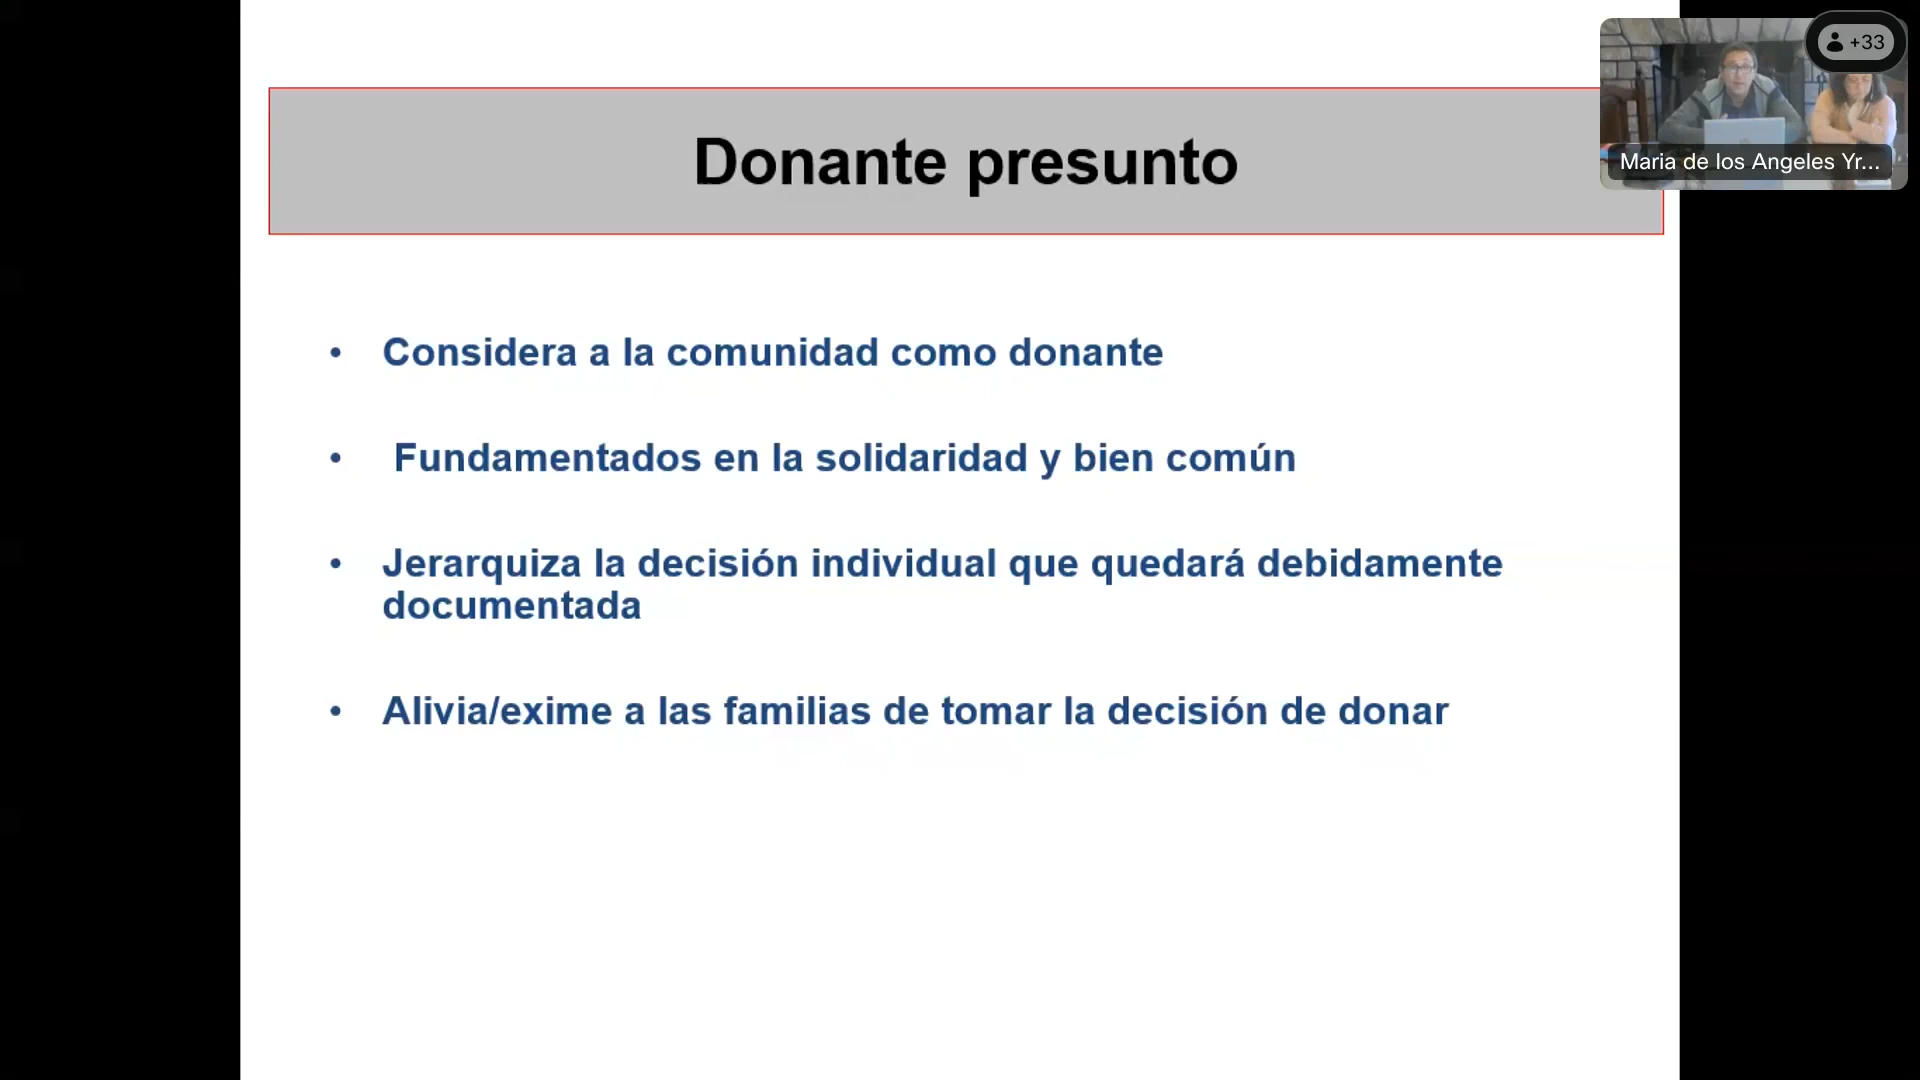 +33
Maria de los Angeles Yr...
Donante presunto
• Considera a la comunidad como donante
• Fundamentados en la solidaridad y bien común
• Jerarquiza la decisión individual que quedará debidamente
documentada
• Alivia/exime a las familias de tomar la decisión de donar